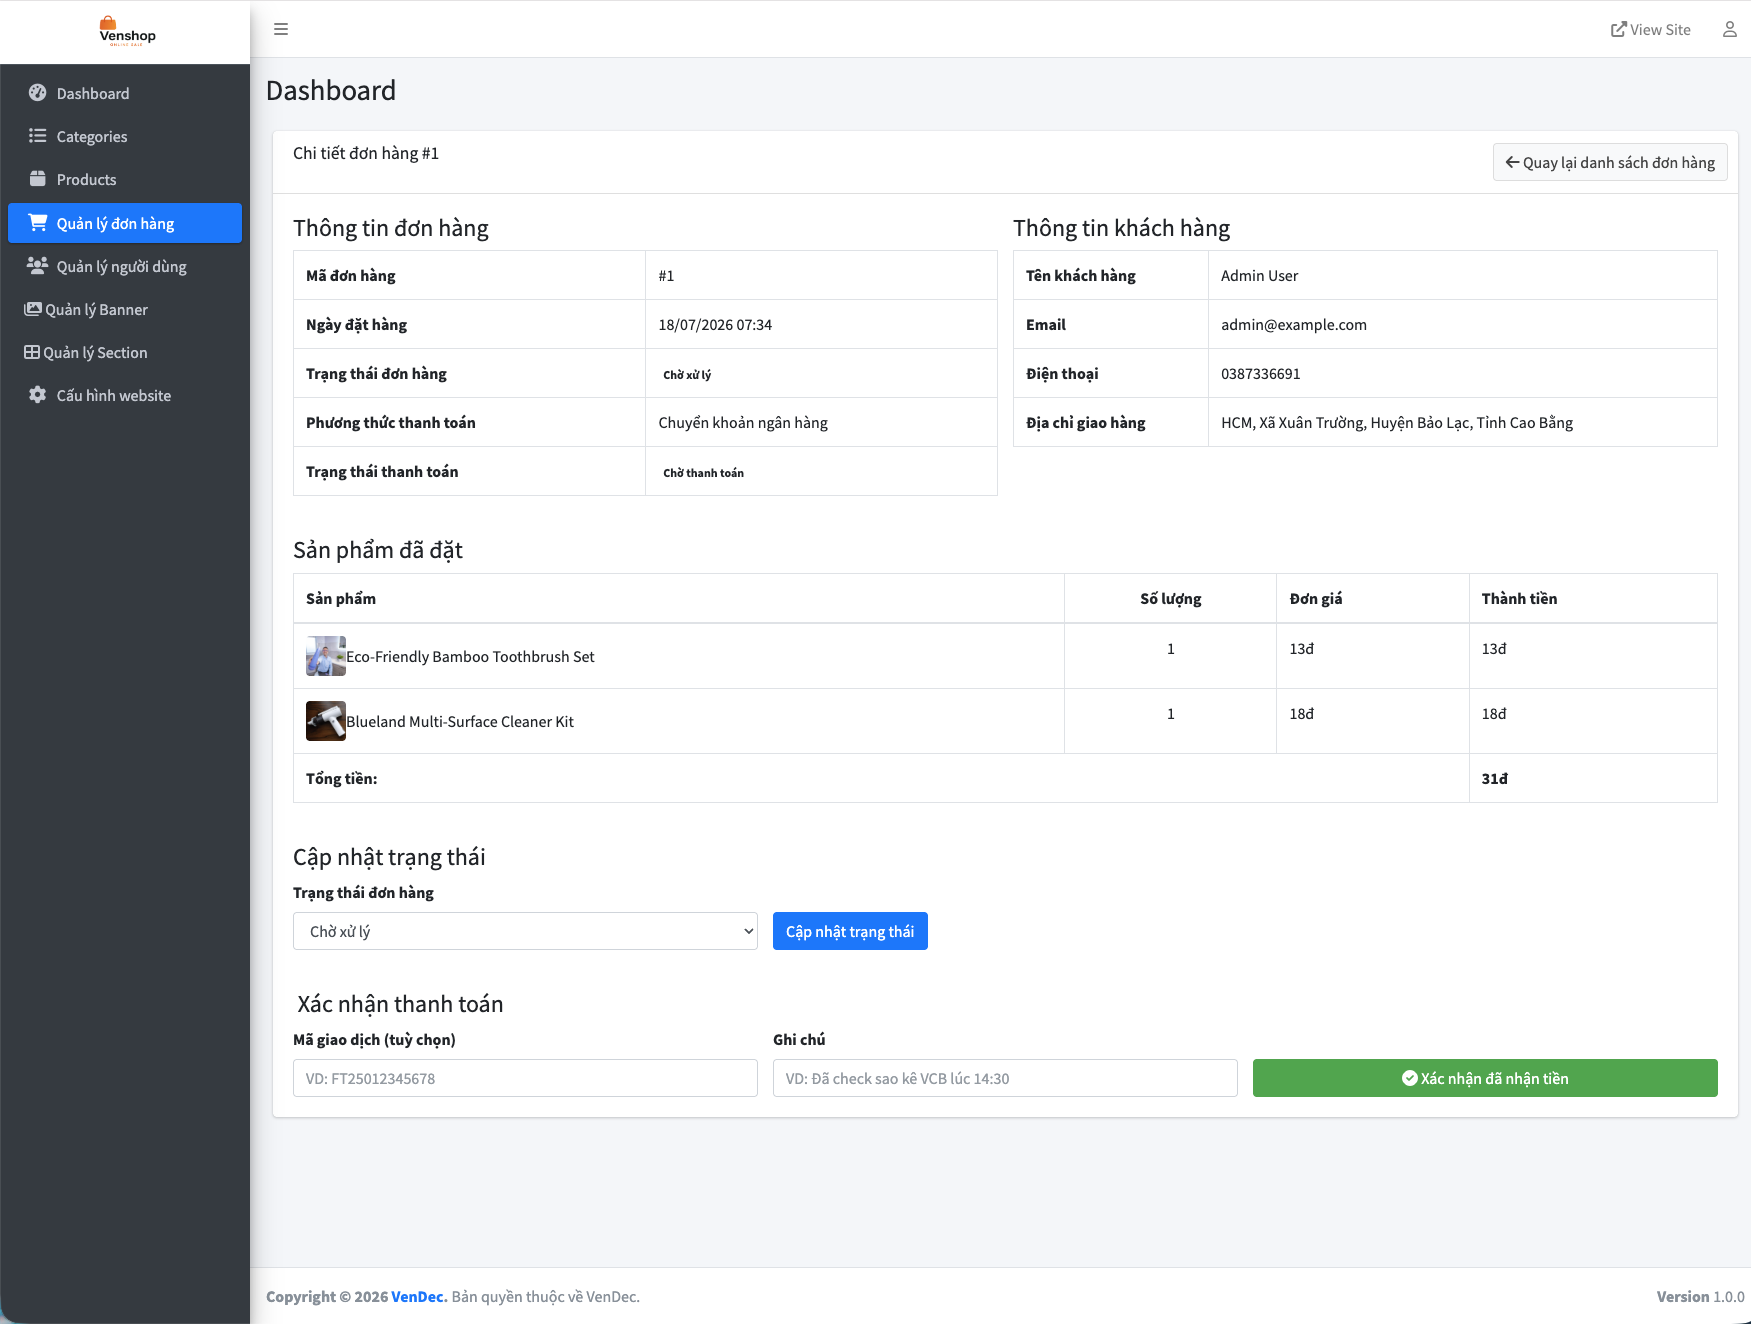 Venshop
ONLINE SALE
View Site
Dashboard
Categories
Products
Quản lý đơn hàng
Quản lý người dùng
Quản lý Banner
Quản lý Section
Cấu hình website
Dashboard
Chi tiết đơn hàng #1
Quay lại danh sách đơn hàng
Thông tin đơn hàng
Mã đơn hàng #1
Ngày đặt hàng 18/07/2026 07:34
Trạng thái đơn hàng Chờ xử lý
Phương thức thanh toán Chuyển khoản ngân hàng
Trạng thái thanh toán Chờ thanh toán
Thông tin khách hàng
Tên khách hàng Admin User
Email admin@example.com
Điện thoại 0387336691
Địa chỉ giao hàng HCM, Xã Xuân Trường, Huyện Bảo Lạc, Tỉnh Cao Bằng
Sản phẩm đã đặt
Sản phẩm Số lượng Đơn giá Thành tiền
Eco-Friendly Bamboo Toothbrush Set 1 13đ 13đ
Blueland Multi-Surface Cleaner Kit 1 18đ 18đ
Tổng tiền: 31đ
Cập nhật trạng thái
Trạng thái đơn hàng
Chờ xử lý Cập nhật trạng thái
Xác nhận thanh toán
Mã giao dịch (tuỳ chọn) Ghi chú
VD: FT25012345678 VD: Đã check sao kê VCB lúc 14:30 Xác nhận đã nhận tiền
Copyright © 2026 VenDec. Bản quyền thuộc về VenDec. Version 1.0.0